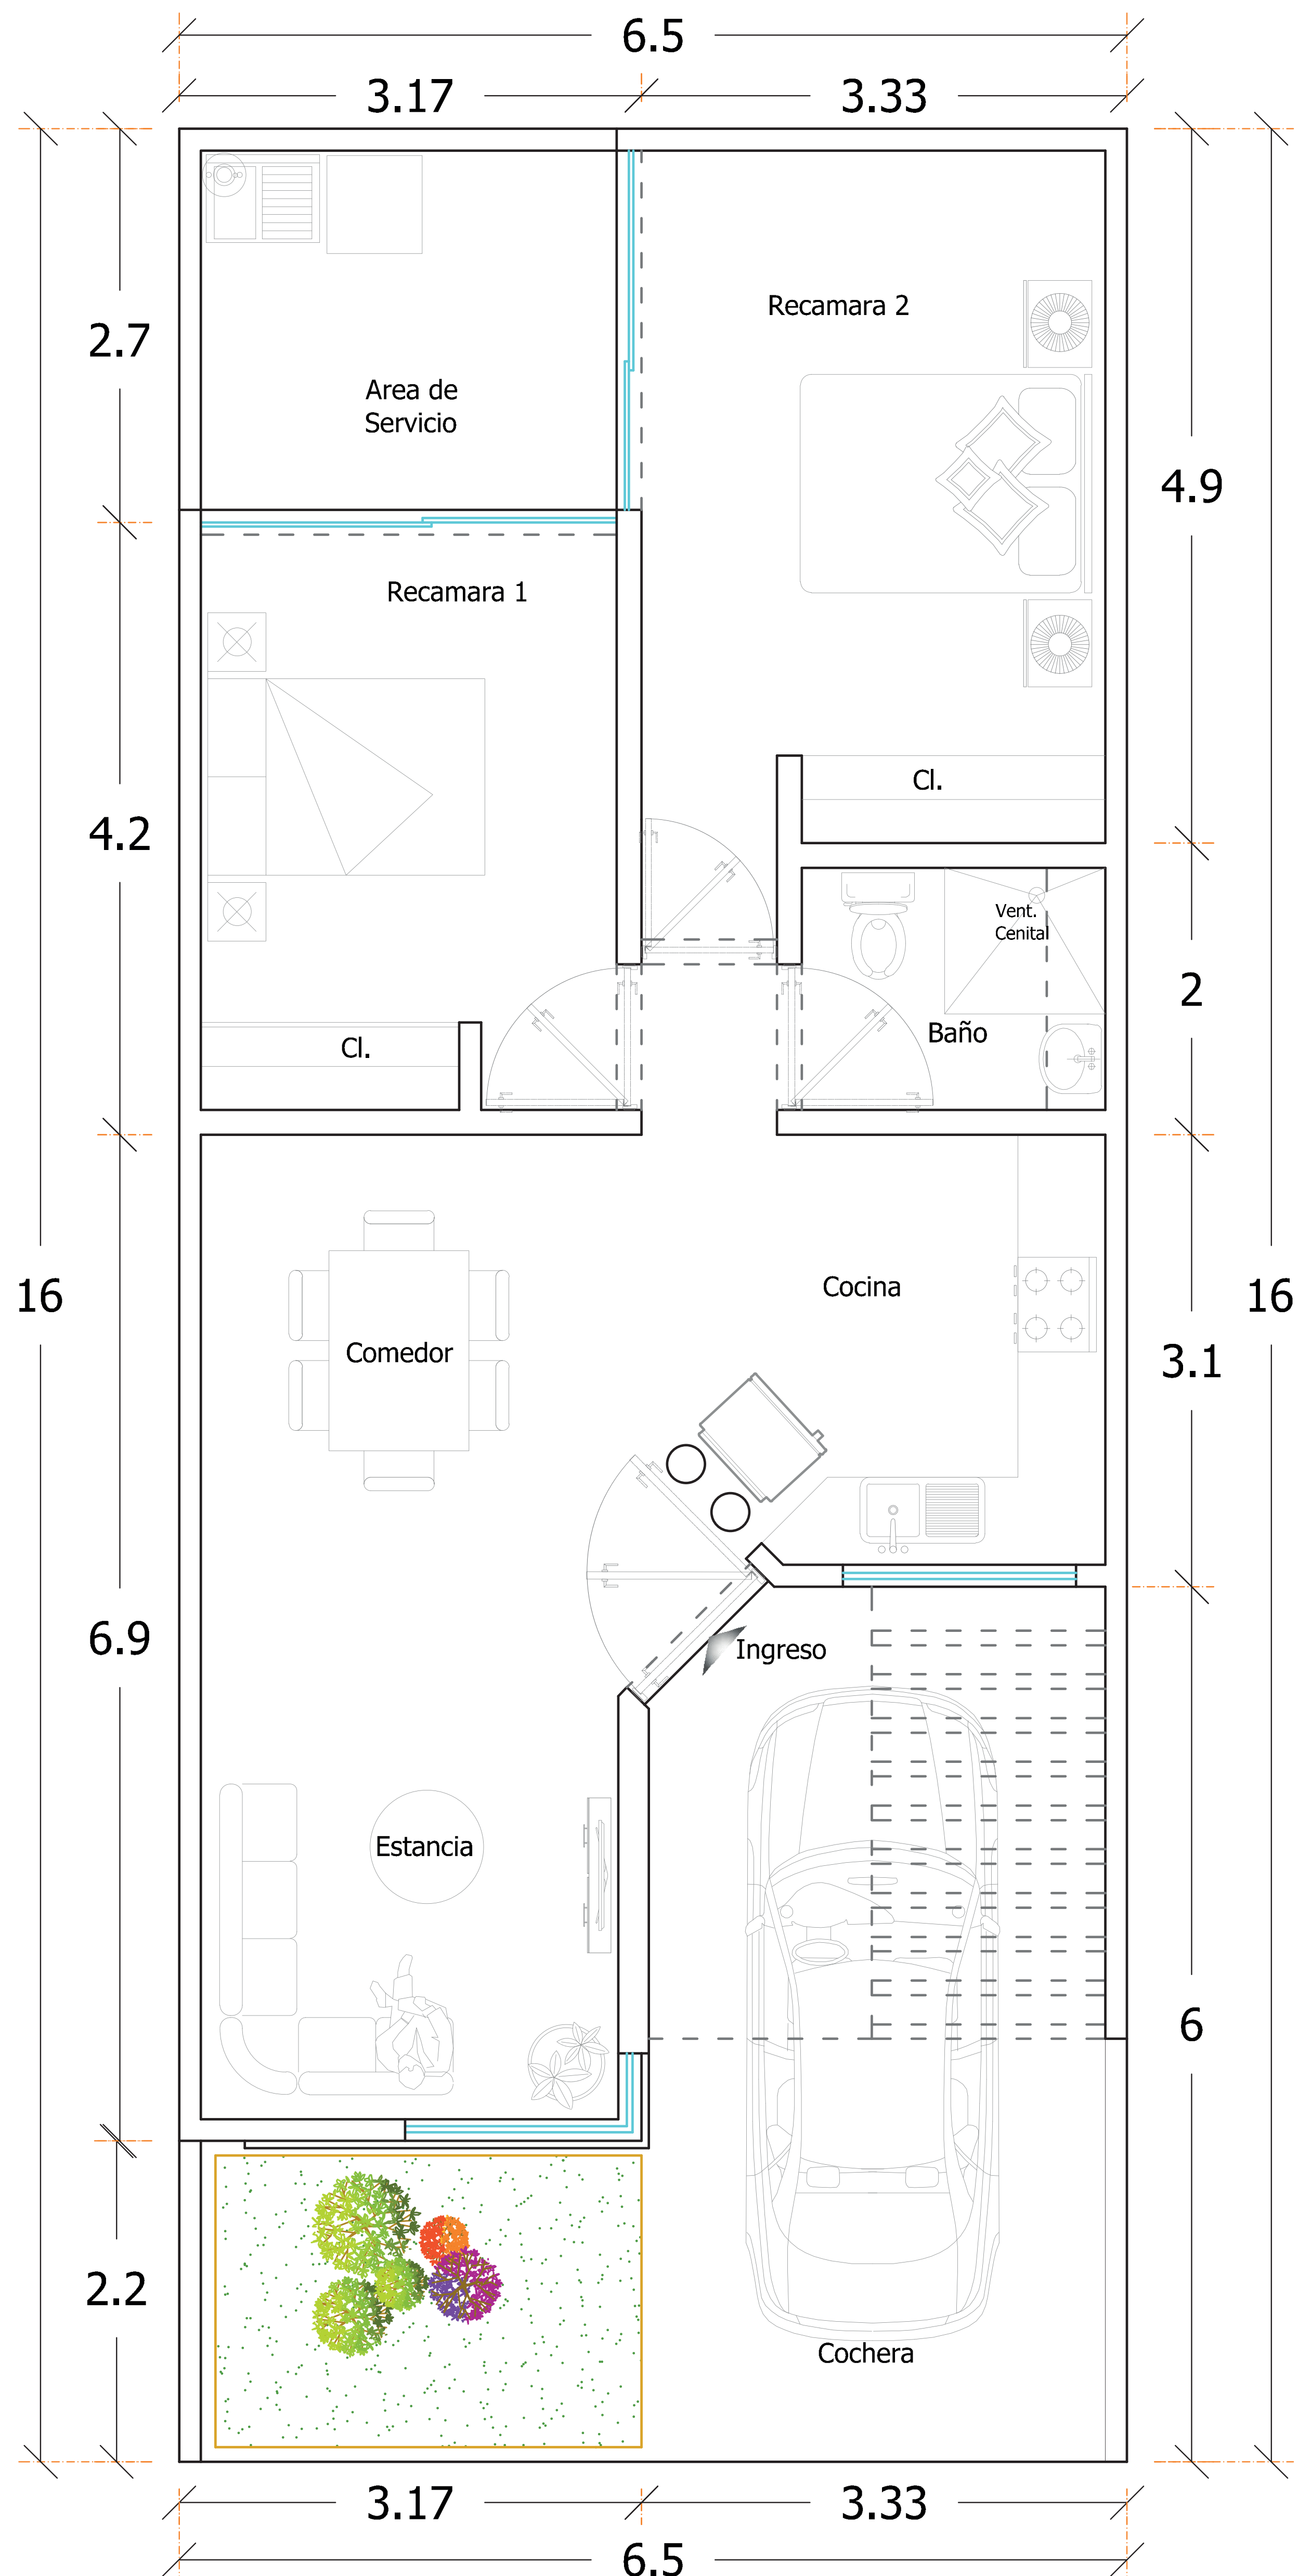 6.5
3.17
3.33
2.7
Recamara 2
Area de
Servicio
4.9
Recamara 1
Cl.
4.2
Vent.
Cenital
2
Baño
Cl.
16
Cocina
16
Comedor
3.1
6.9
Ingreso
Estancia
6
2.2
Cochera
3.17
3.33
6.5